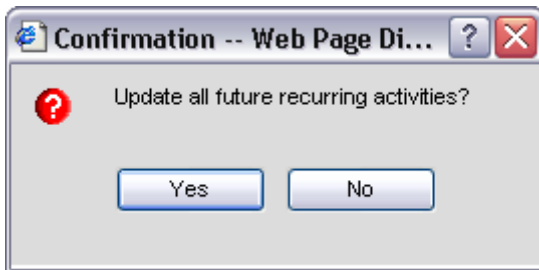 Confirmation -- Web Page Di...
Update all future recurring activities?
Yes No